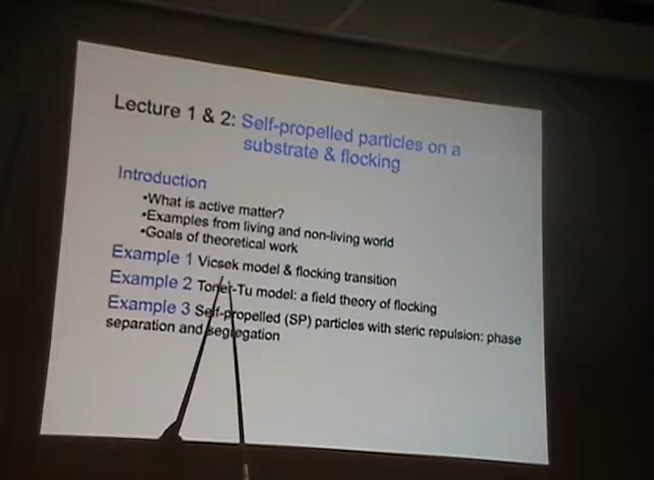 Lecture 1 & 2: Self-propelled particles on a
substrate & flocking
Introduction
•What is active matter?
•Examples from living and non-living world
•Goals of theoretical work
Example 1 Vicsek model & flocking transition
Example 2 Toner-Tu model: a field theory of flocking
Example 3 Self-propelled (SP) particles with steric repulsion: phase
separation and segregation